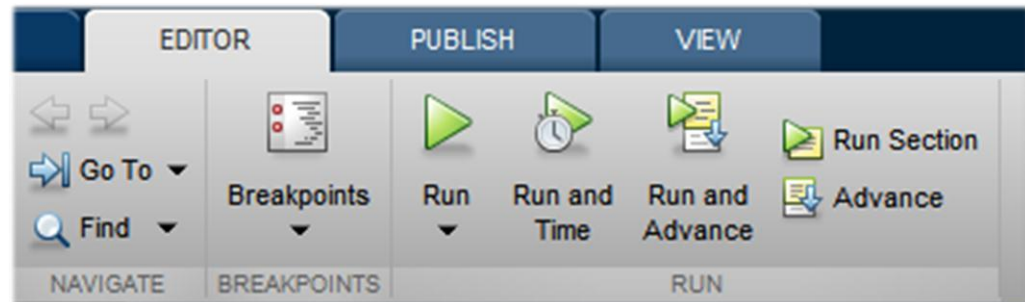 EDITOR
PUBLISH
VIEW
Go To
Find
NAVIGATE
Breakpoints
BREAKPOINTS
Run
Run and
Time
Run and
Advance
Run Section
Advance
RUN